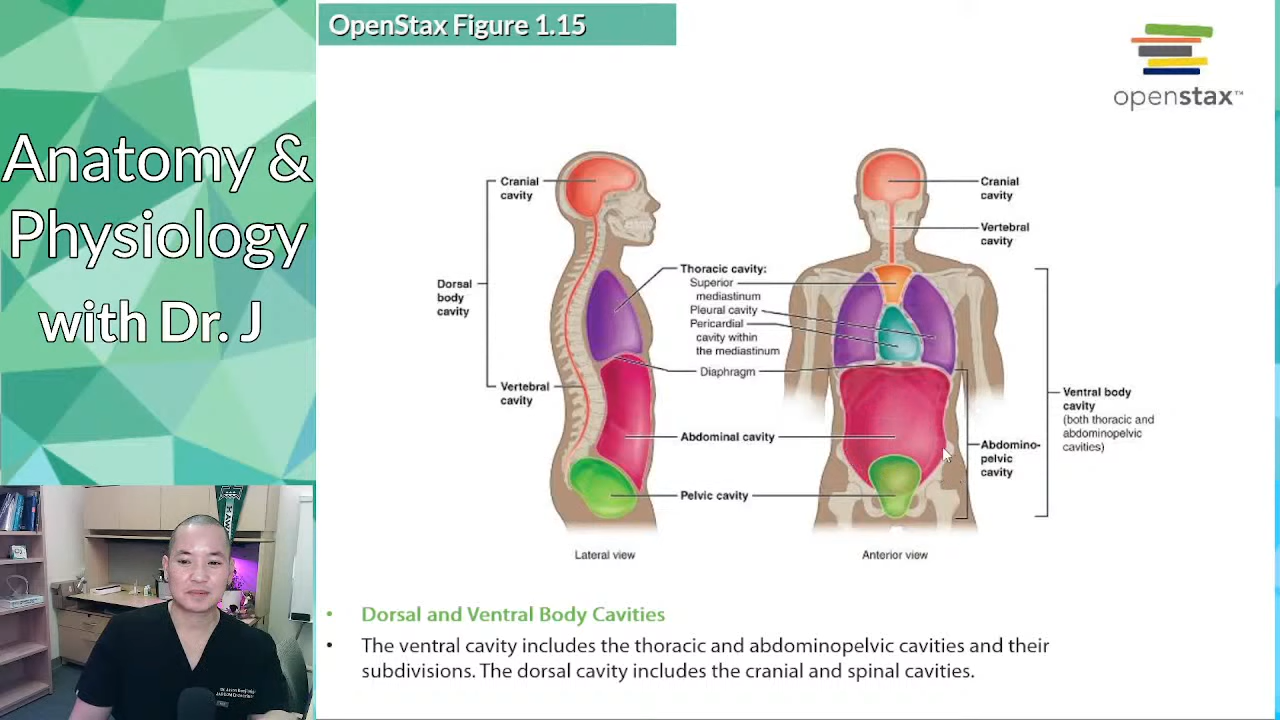 Anatomy &
Physiology
with Dr. J
OpenStax Figure 1.15
openstax™
Cranial
cavity
Dorsal
body
cavity
Vertebral
cavity
Thoracic cavity:
Superior
mediastinum
Pleural cavity
Pericardial
cavity within
the mediastinum
Diaphragm
Abdominal cavity
Pelvic cavity
Cranial
cavity
Vertebral
cavity
Abdomino-
pelvic
cavity
Ventral body
cavity
(both thoracic and
abdominopelvic
cavities)
Lateral view
Anterior view
• Dorsal and Ventral Body Cavities
• The ventral cavity includes the thoracic and abdominopelvic cavities and their
subdivisions. The dorsal cavity includes the cranial and spinal cavities.